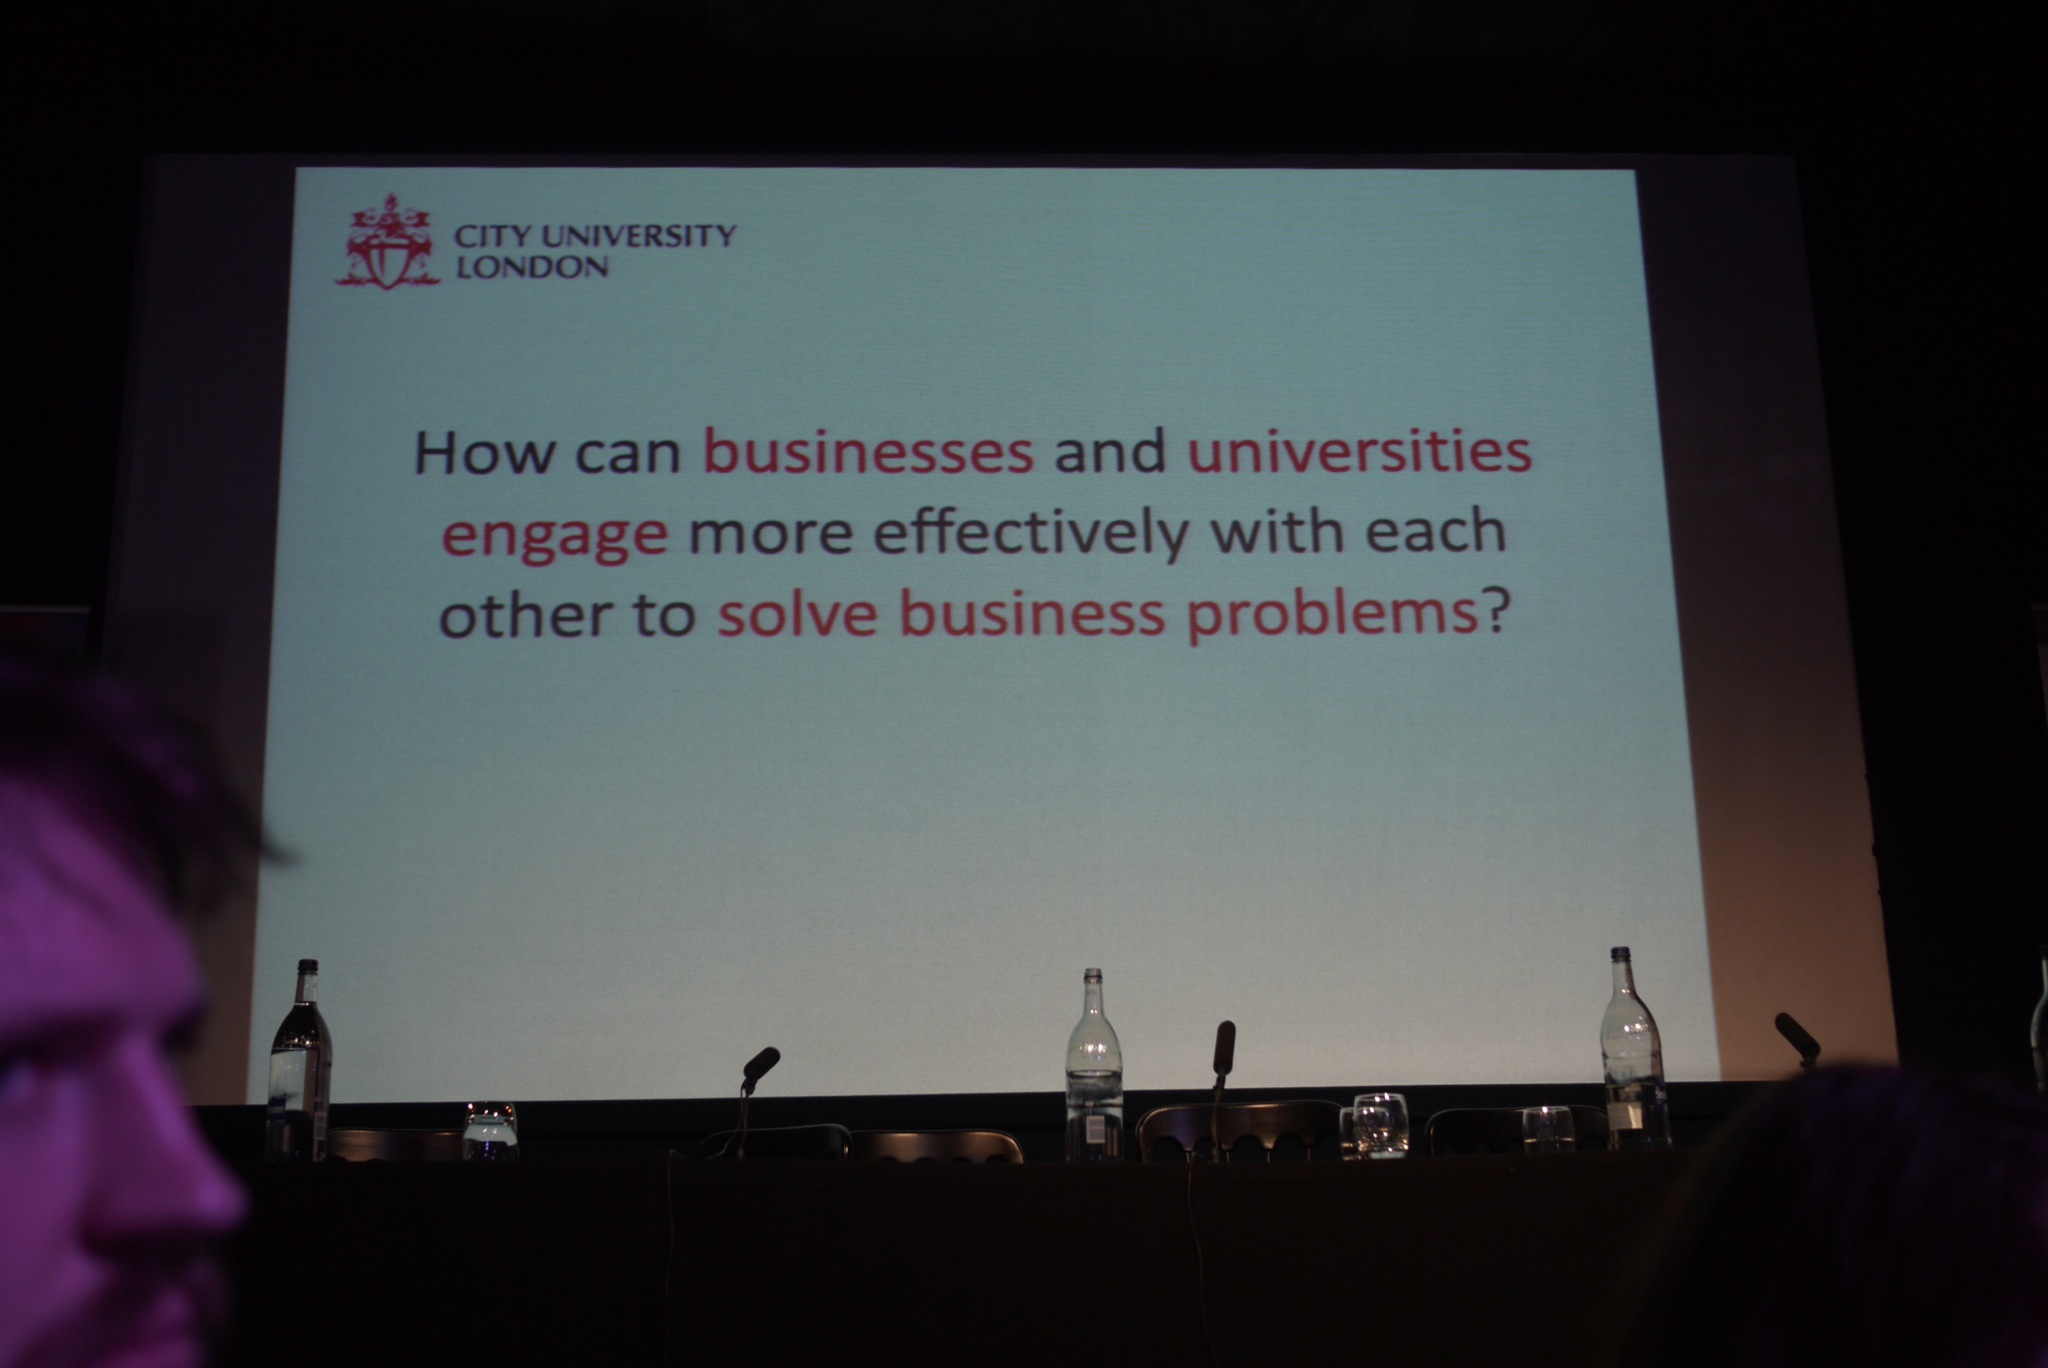 CITY UNIVERSITY
LONDON
How can businesses and universities
engage more effectively with each
other to solve business problems?